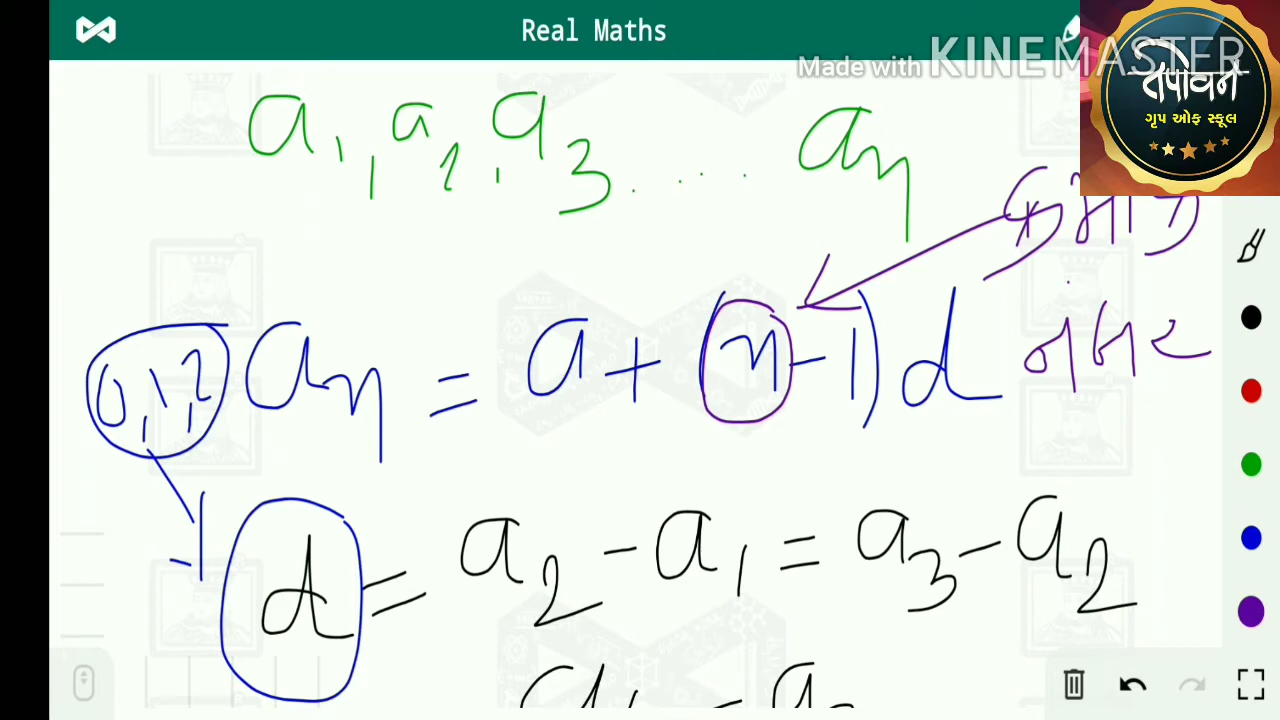 Real Maths
Made with KINEMASTER
તપોવન
ગૃપ ઓફ સ્કૂલ
a₁, a₂, a₃ . . . . aₙ
ક્રમાંક
નંબર
0, 1, 2 aₙ = a + (n - 1) d
-1
d = a₂ - a₁ = a₃ - a₂